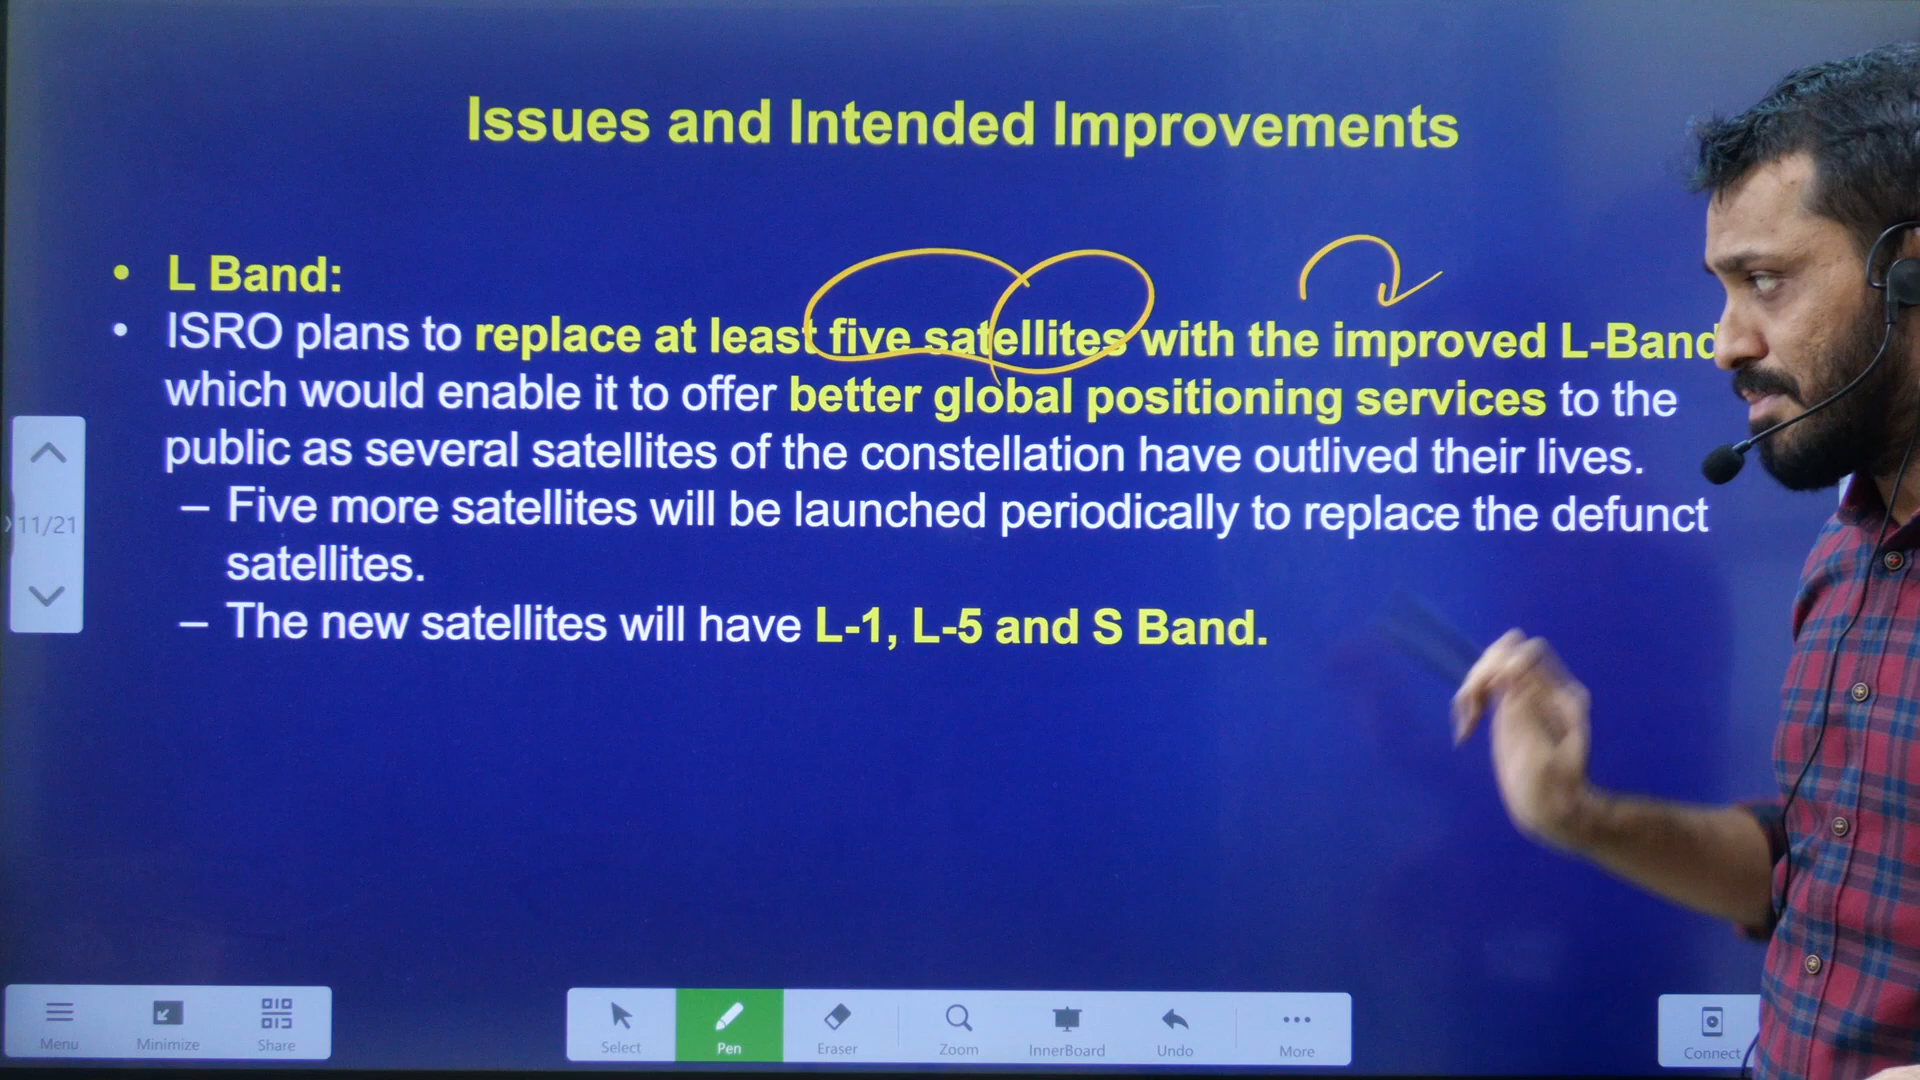 Issues and Intended Improvements
• L Band:
• ISRO plans to replace at least five satellites with the improved L-Band
which would enable it to offer better global positioning services to the
public as several satellites of the constellation have outlived their lives.
– Five more satellites will be launched periodically to replace the defunct
satellites.
– The new satellites will have L-1, L-5 and S Band.
11/21
Menu
Minimize
Share
Select
Pen
Eraser
Zoom
InnerBoard
Undo
More
Connect